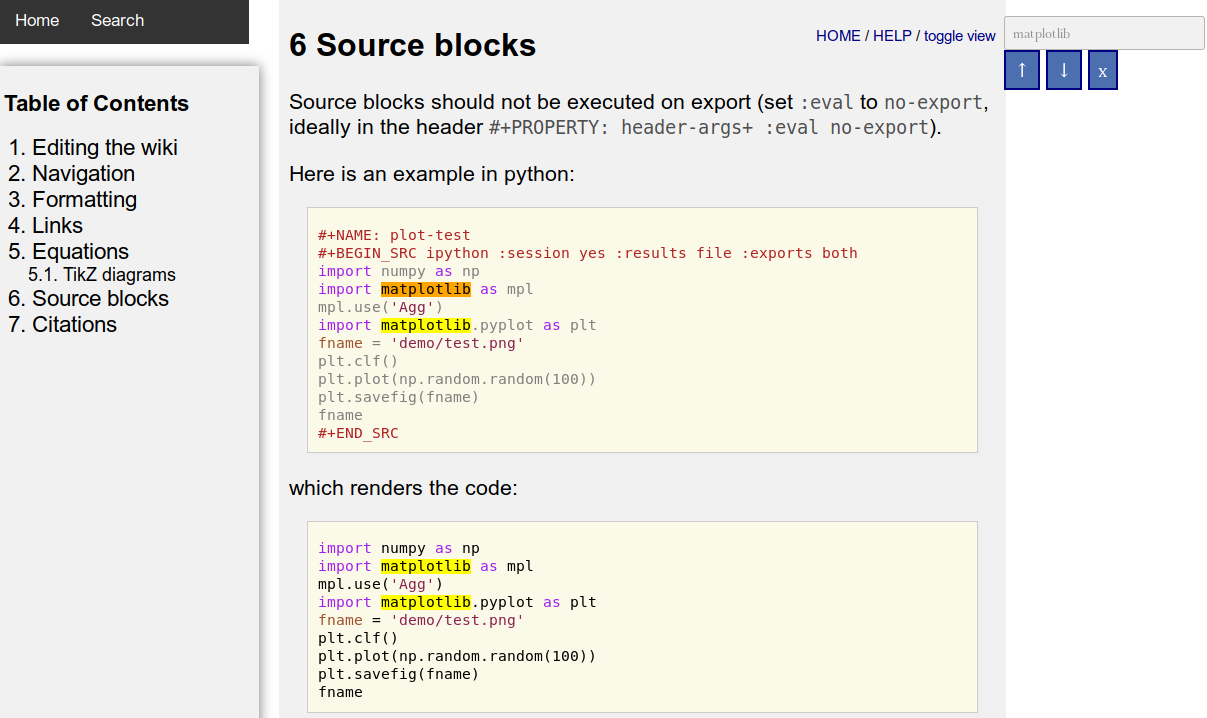 Home Search
Table of Contents
1. Editing the wiki
2. Navigation
3. Formatting
4. Links
5. Equations
5.1. TikZ diagrams
6. Source blocks
7. Citations
6 Source blocks
HOME / HELP / toggle view
Source blocks should not be executed on export (set :eval to no-export,
ideally in the header #+PROPERTY: header-args+ :eval no-export).
Here is an example in python:
#+NAME: plot-test
#+BEGIN_SRC ipython :session yes :results file :exports both
import numpy as np
import matplotlib as mpl
mpl.use('Agg')
import matplotlib.pyplot as plt
fname = 'demo/test.png'
plt.clf()
plt.plot(np.random.random(100))
plt.savefig(fname)
fname
#+END_SRC
which renders the code:
import numpy as np
import matplotlib as mpl
mpl.use('Agg')
import matplotlib.pyplot as plt
fname = 'demo/test.png'
plt.clf()
plt.plot(np.random.random(100))
plt.savefig(fname)
fname
matplotlib
↑ ↓ x